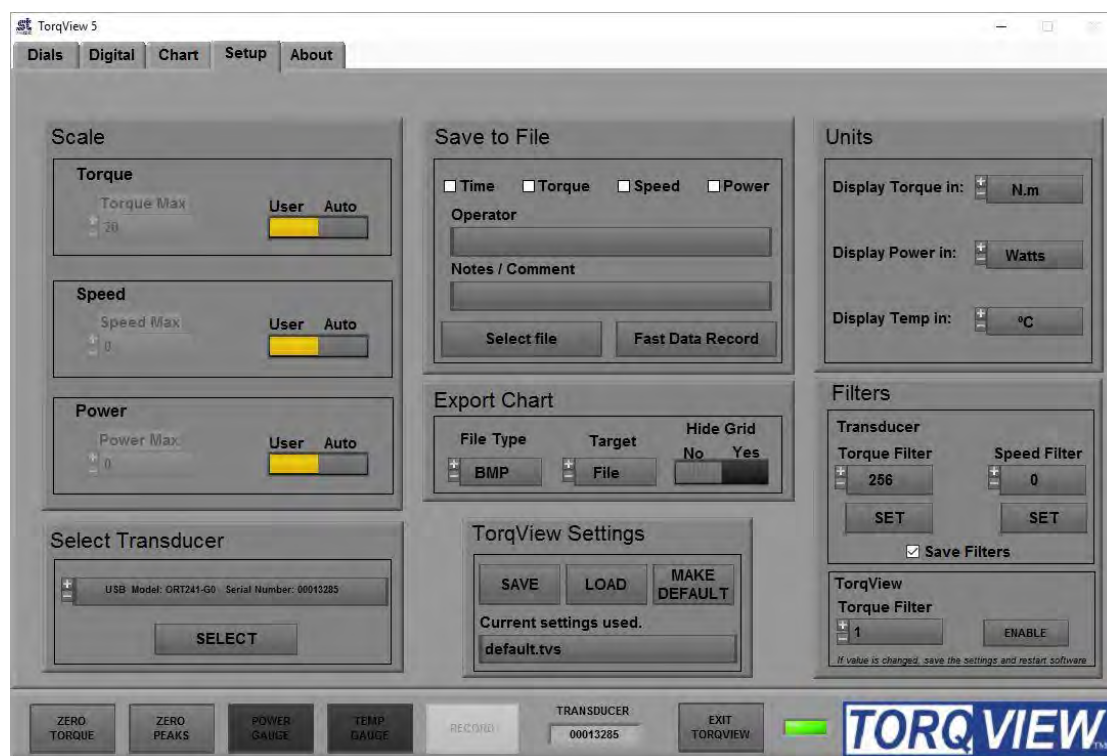 st TorqView 5
Dials Digital Chart Setup About
Scale
Torque
Torque Max
20
User Auto
Speed
Speed Max
0
User Auto
Power
Power Max
0
User Auto
Select Transducer
USB Model: ORT241-G0 Serial Number: 00013285
SELECT
Save to File
Time Torque Speed Power
Operator
Notes / Comment
Select file Fast Data Record
Export Chart
File Type Target Hide Grid
No Yes
BMP File
TorqView Settings
SAVE LOAD MAKE DEFAULT
Current settings used.
default.tvs
Units
Display Torque in: N.m
Display Power in: Watts
Display Temp in: ºC
Filters
Transducer
Torque Filter Speed Filter
256 0
SET SET
Save Filters
TorqView
Torque Filter
1 ENABLE
If value is changed, save the settings and restart software
ZERO TORQUE ZERO PEAKS POWER GAUGE TEMP GAUGE RECORD TRANSDUCER 00013285 EXIT TORQVIEW TORQVIEW